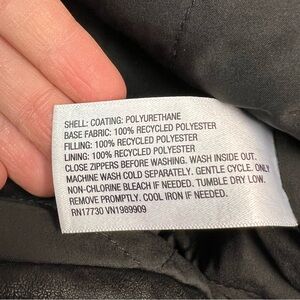 SHELL: COATING: POLYURETHANE
BASE FABRIC: 100% RECYCLED POLYESTER
FILLING: 100% RECYCLED POLYESTER
LINING: 100% RECYCLED POLYESTER
CLOSE ZIPPERS BEFORE WASHING. WASH INSIDE OUT.
MACHINE WASH COLD SEPARATELY. GENTLE CYCLE. ONLY
NON-CHLORINE BLEACH IF NEEDED. TUMBLE DRY LOW.
REMOVE PROMPTLY. COOL IRON IF NEEDED.
RN17730 VN1989909